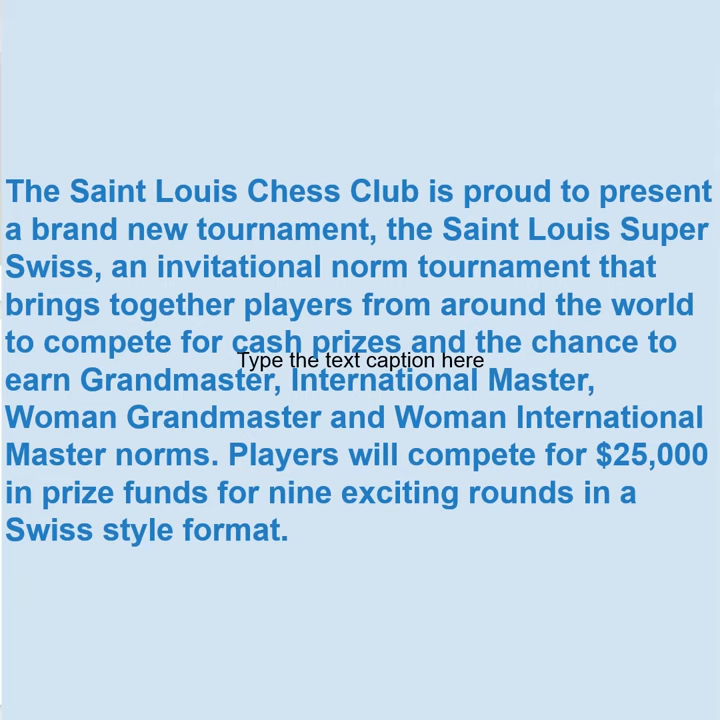 The Saint Louis Chess Club is proud to present
a brand new tournament, the Saint Louis Super
Swiss, an invitational norm tournament that
brings together players from around the world
to compete for cash prizes and the chance to
Type the text caption here
earn Grandmaster, International Master,
Woman Grandmaster and Woman International
Master norms. Players will compete for $25,000
in prize funds for nine exciting rounds in a
Swiss style format.